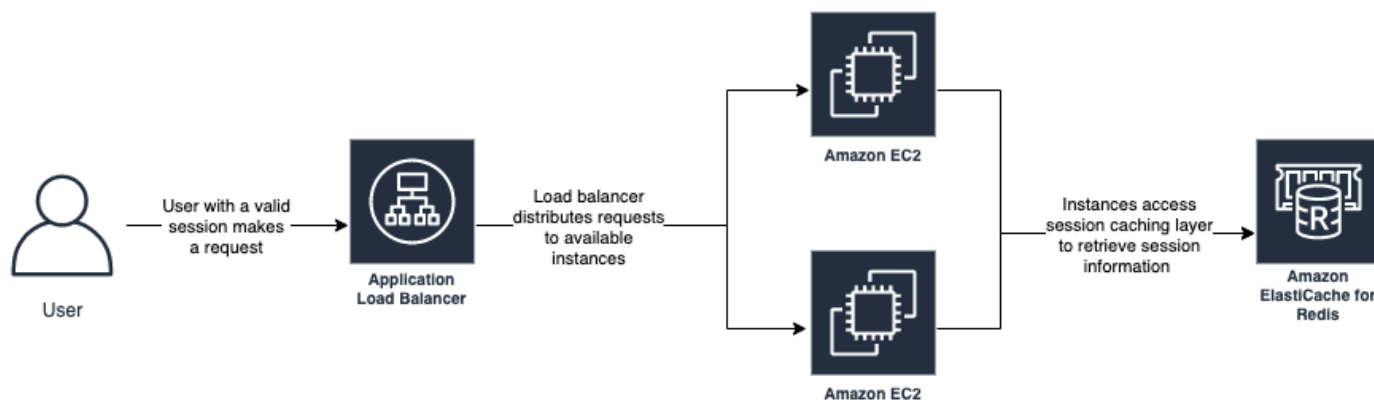 User
User with a valid
session makes
a request
Application
Load Balancer
Load balancer
distributes requests
to available
instances
Amazon EC2
Amazon EC2
Instances access
session caching layer
to retrieve session
information
R
Amazon
ElastiCache for
Redis